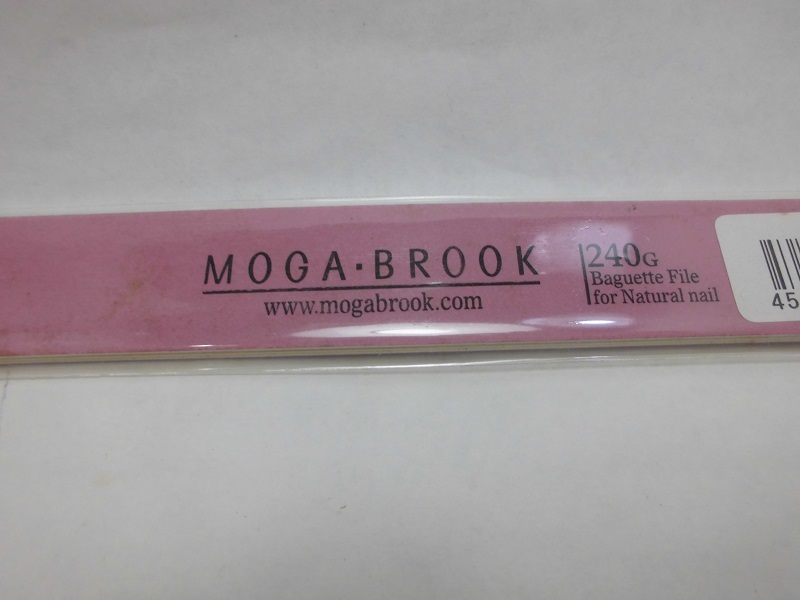 MOGA·BROOK
www.mogabrook.com
240G
Baguette File
for Natural nail
45